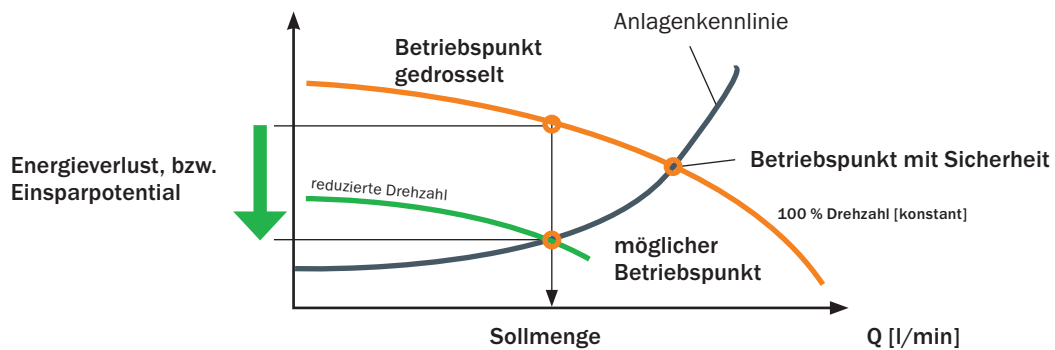 Anlagenkennlinie
Betriebspunkt
gedrosselt
Energieverlust, bzw.
Einsparpotential
Betriebspunkt mit Sicherheit
reduzierte Drehzahl
100 % Drehzahl [konstant]
möglicher
Betriebspunkt
Sollmenge
Q [l/min]